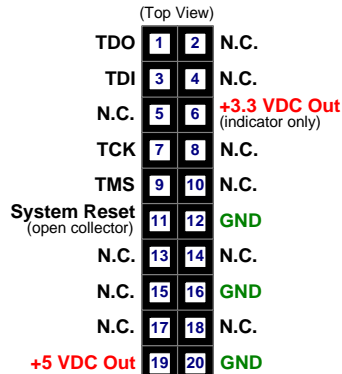 (Top View)
TDO 1 2 N.C.
TDI 3 4 N.C.
N.C. 5 6 +3.3 VDC Out
(indicator only)
TCK 7 8 N.C.
TMS 9 10 N.C.
System Reset 11 12 GND
(open collector)
N.C. 13 14 N.C.
N.C. 15 16 GND
N.C. 17 18 N.C.
+5 VDC Out 19 20 GND